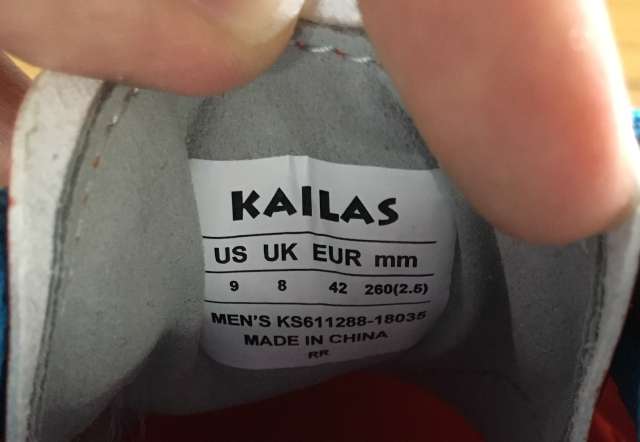 KAILAS
US UK EUR mm
9 8 42 260(2.5)
MEN'S KS611288-18035
MADE IN CHINA
RR